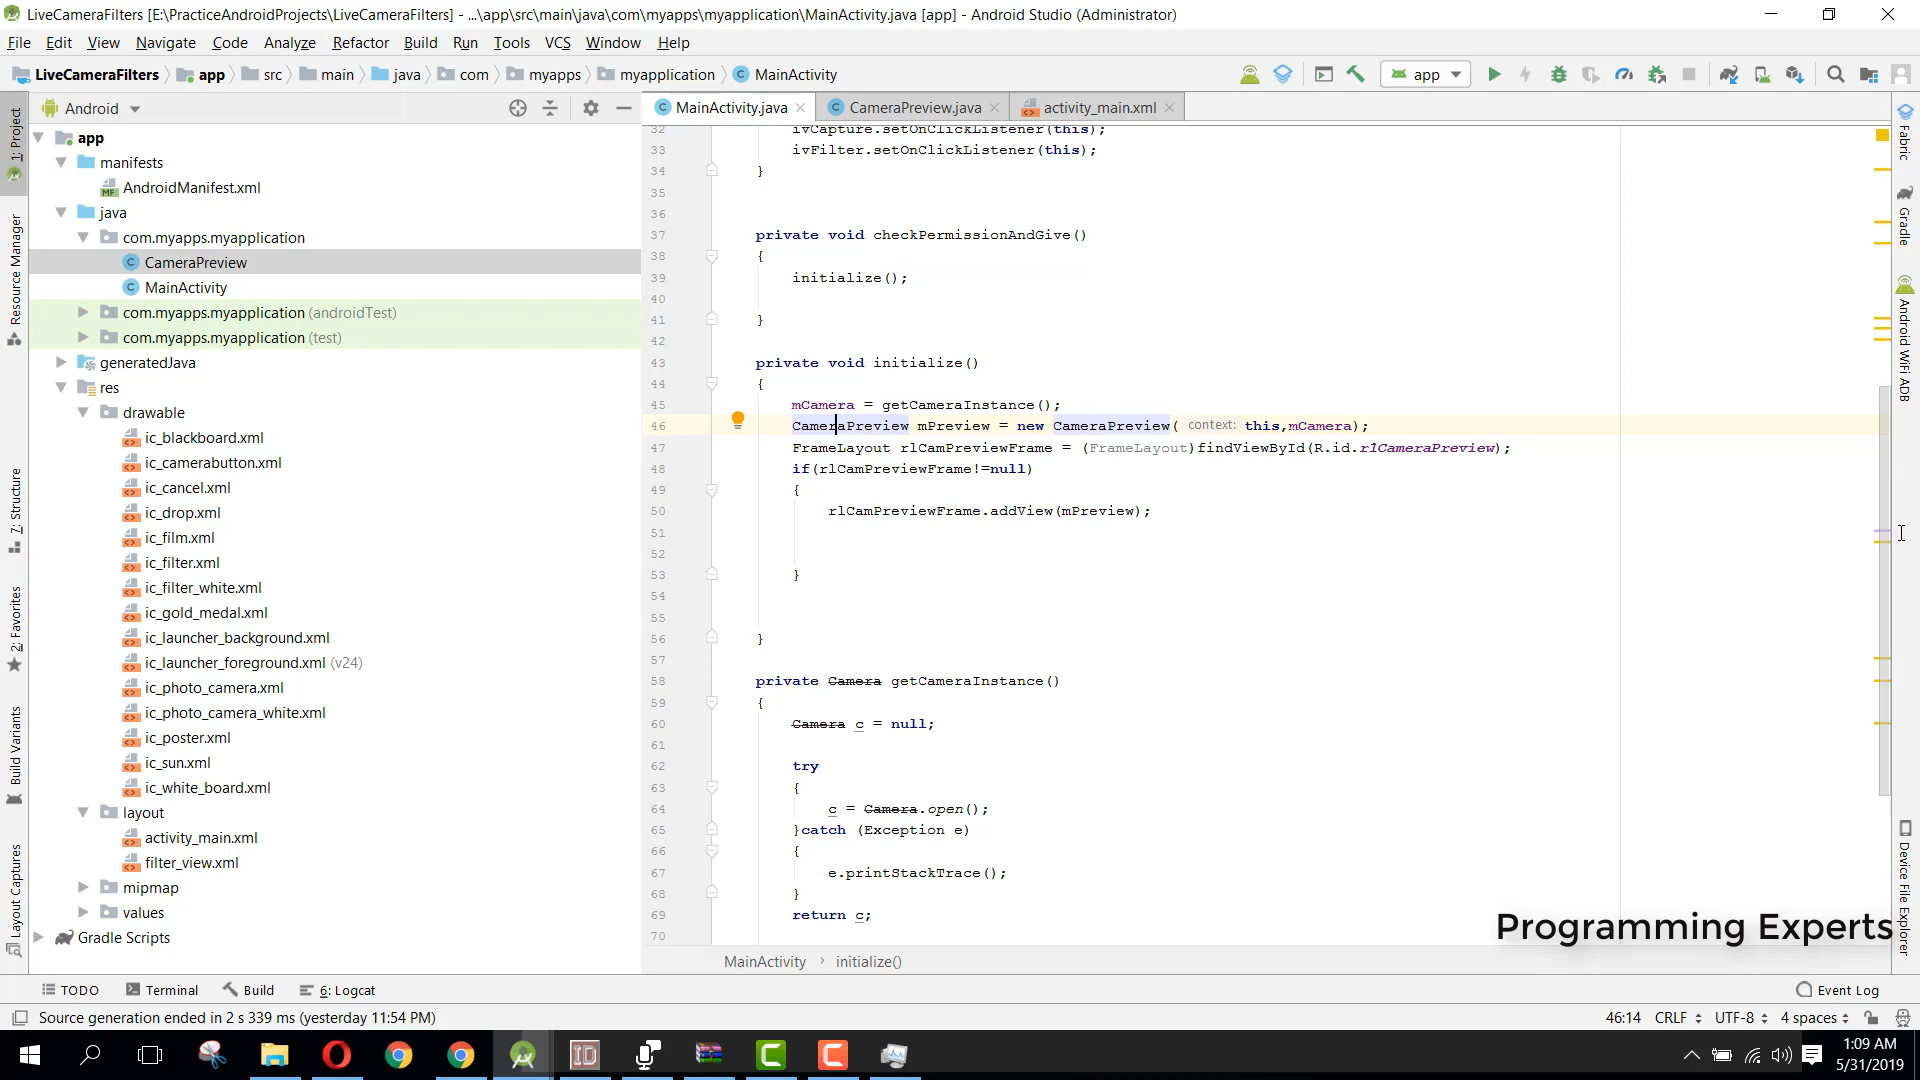 LiveCameraFilters [E:\PracticeAndroidProjects\LiveCameraFilters] - ...\app\src\main\java\com\myapps\myapplication\MainActivity.java [app] - Android Studio (Administrator)
File Edit View Navigate Code Analyze Refactor Build Run Tools VCS Window Help
LiveCameraFilters app src main java com myapps myapplication MainActivity app
Android
MainActivity.java CameraPreview.java activity_main.xml
1: Project
Resource Manager
7: Structure
2: Favorites
Build Variants
Layout Captures
app
manifests
AndroidManifest.xml
java
com.myapps.myapplication
CameraPreview
MainActivity
com.myapps.myapplication (androidTest)
com.myapps.myapplication (test)
generatedJava
res
drawable
ic_blackboard.xml
ic_camerabutton.xml
ic_cancel.xml
ic_drop.xml
ic_film.xml
ic_filter.xml
ic_filter_white.xml
ic_gold_medal.xml
ic_launcher_background.xml
ic_launcher_foreground.xml (v24)
ic_photo_camera.xml
ic_photo_camera_white.xml
ic_poster.xml
ic_sun.xml
ic_white_board.xml
layout
activity_main.xml
filter_view.xml
mipmap
values
Gradle Scripts
32 ivCapture.setOnClickListener(this);
33 ivFilter.setOnClickListener(this);
34 }
35
36
37 private void checkPermissionAndGive()
38 {
39 initialize();
40
41 }
42
43 private void initialize()
44 {
45 mCamera = getCameraInstance();
46 CameraPreview mPreview = new CameraPreview( context: this,mCamera);
47 FrameLayout rlCamPreviewFrame = (FrameLayout)findViewById(R.id.rlCameraPreview);
48 if(rlCamPreviewFrame!=null)
49 {
50 rlCamPreviewFrame.addView(mPreview);
51
52
53 }
54
55
56 }
57
58 private Camera getCameraInstance()
59 {
60 Camera c = null;
61
62 try
63 {
64 c = Camera.open();
65 }catch (Exception e)
66 {
67 e.printStackTrace();
68 }
69 return c;
70
Programming Experts
MainActivity › initialize()
Fabric
Gradle
Android WiFi ADB
Device File Explorer
TODO Terminal Build 6: Logcat Event Log
Source generation ended in 2 s 339 ms (yesterday 11:54 PM) 46:14 CRLF UTF-8 4 spaces
1:09 AM
5/31/2019